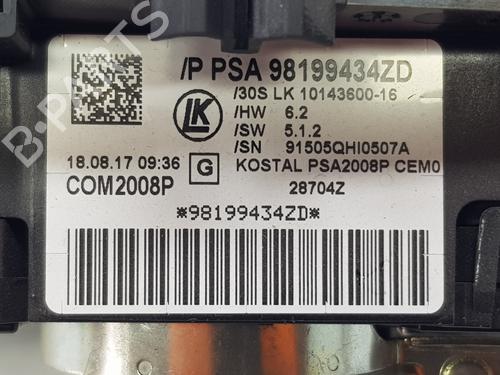 /P PSA 98199434ZD
/30S LK 10143600-16
LK
/HW 6.2
/SW 5.1.2
/SN 91505QHI0507A
18.08.17 09:36 G KOSTAL PSA2008P CEM0
COM2008P 28704Z
*98199434ZD*
B-PARTS